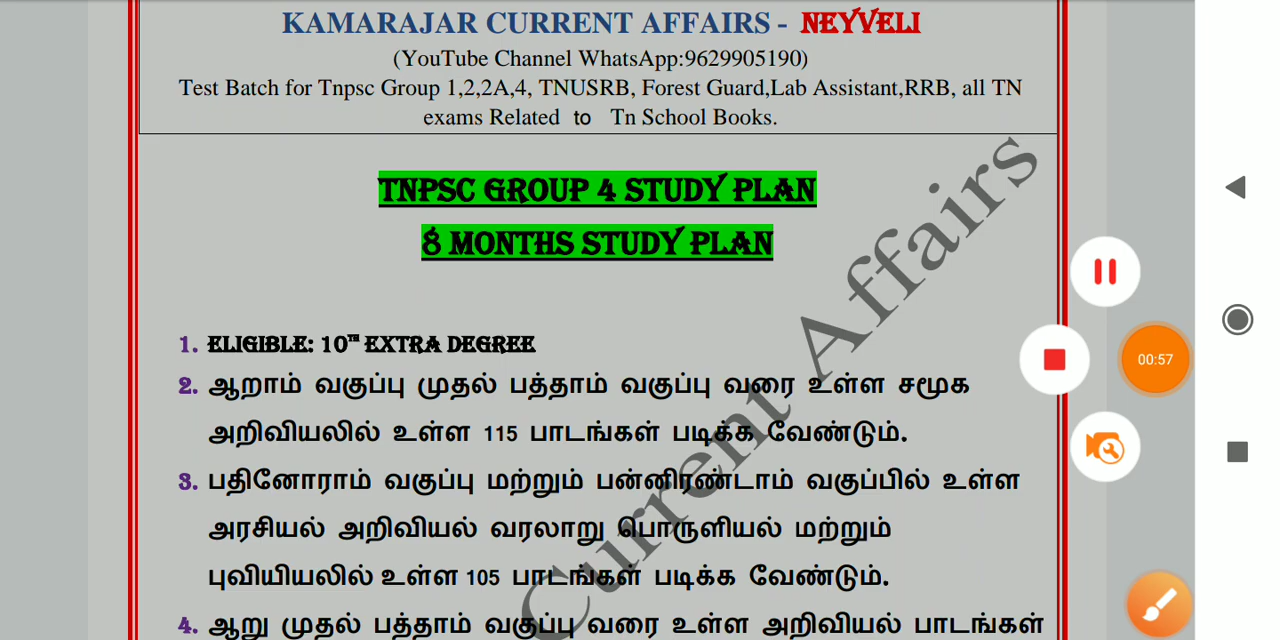 KAMARAJAR CURRENT AFFAIRS - NEYVELI
(YouTube Channel WhatsApp:9629905190)
Test Batch for Tnpsc Group 1,2,2A,4, TNUSRB, Forest Guard,Lab Assistant,RRB, all TN
exams Related to Tn School Books.
TNPSC GROUP 4 STUDY PLAN
8 MONTHS STUDY PLAN
1. ELIGIBLE: 10TH EXTRA DEGREE
2. ஆறாம் வகுப்பு முதல் பத்தாம் வகுப்பு வரை உள்ள சமூக
அறிவியலில் உள்ள 115 பாடங்கள் படிக்க வேண்டும்.
3. பதினோராம் வகுப்பு மற்றும் பன்னிரண்டாம் வகுப்பில் உள்ள
அரசியல் அறிவியல் வரலாறு பொருளியல் மற்றும்
புவியியலில் உள்ள 105 பாடங்கள் படிக்க வேண்டும்.
4. ஆறு முதல் பத்தாம் வகுப்பு வரை உள்ள அறிவியல் பாடங்கள்
Current Affairs
00:57